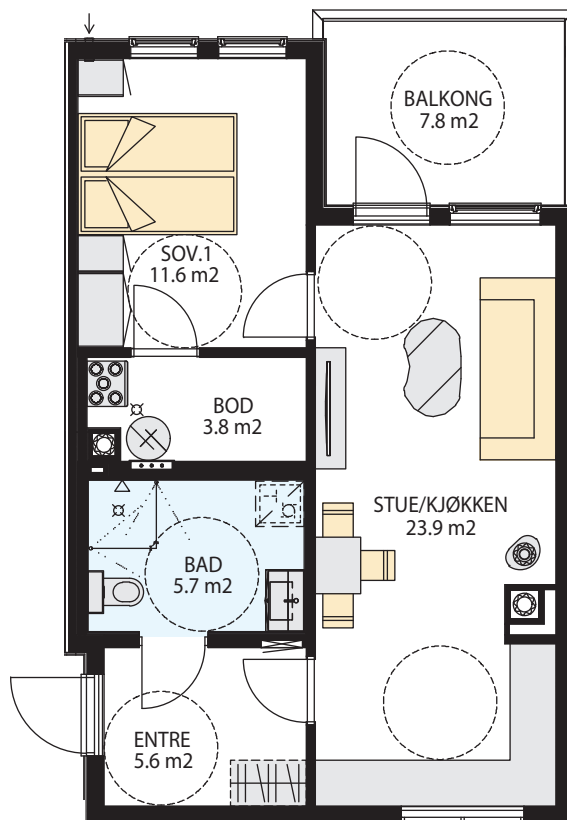 BALKONG
7.8 m2
SOV.1
11.6 m2
BOD
3.8 m2
STUE/KJØKKEN
23.9 m2
BAD
5.7 m2
ENTRE
5.6 m2